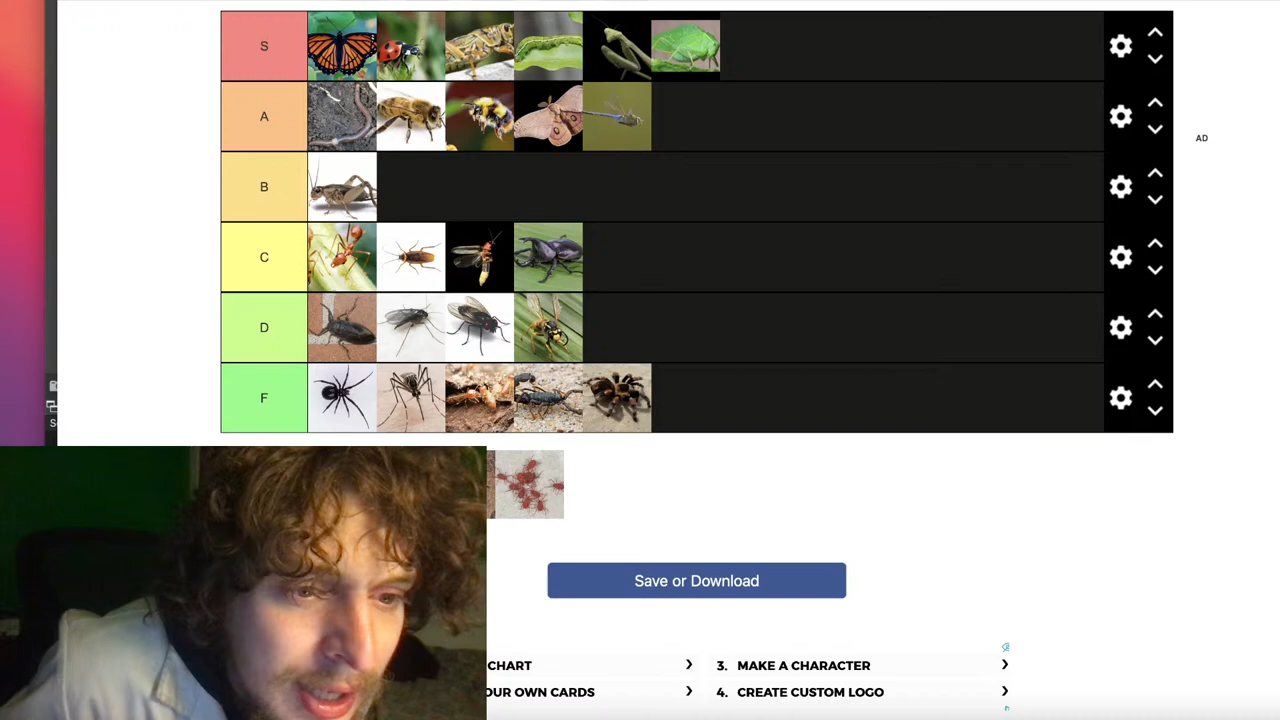 S
AD
A
B
C
D
F
Save or Download
CHART
3. MAKE A CHARACTER
OUR OWN CARDS
4. CREATE CUSTOM LOGO